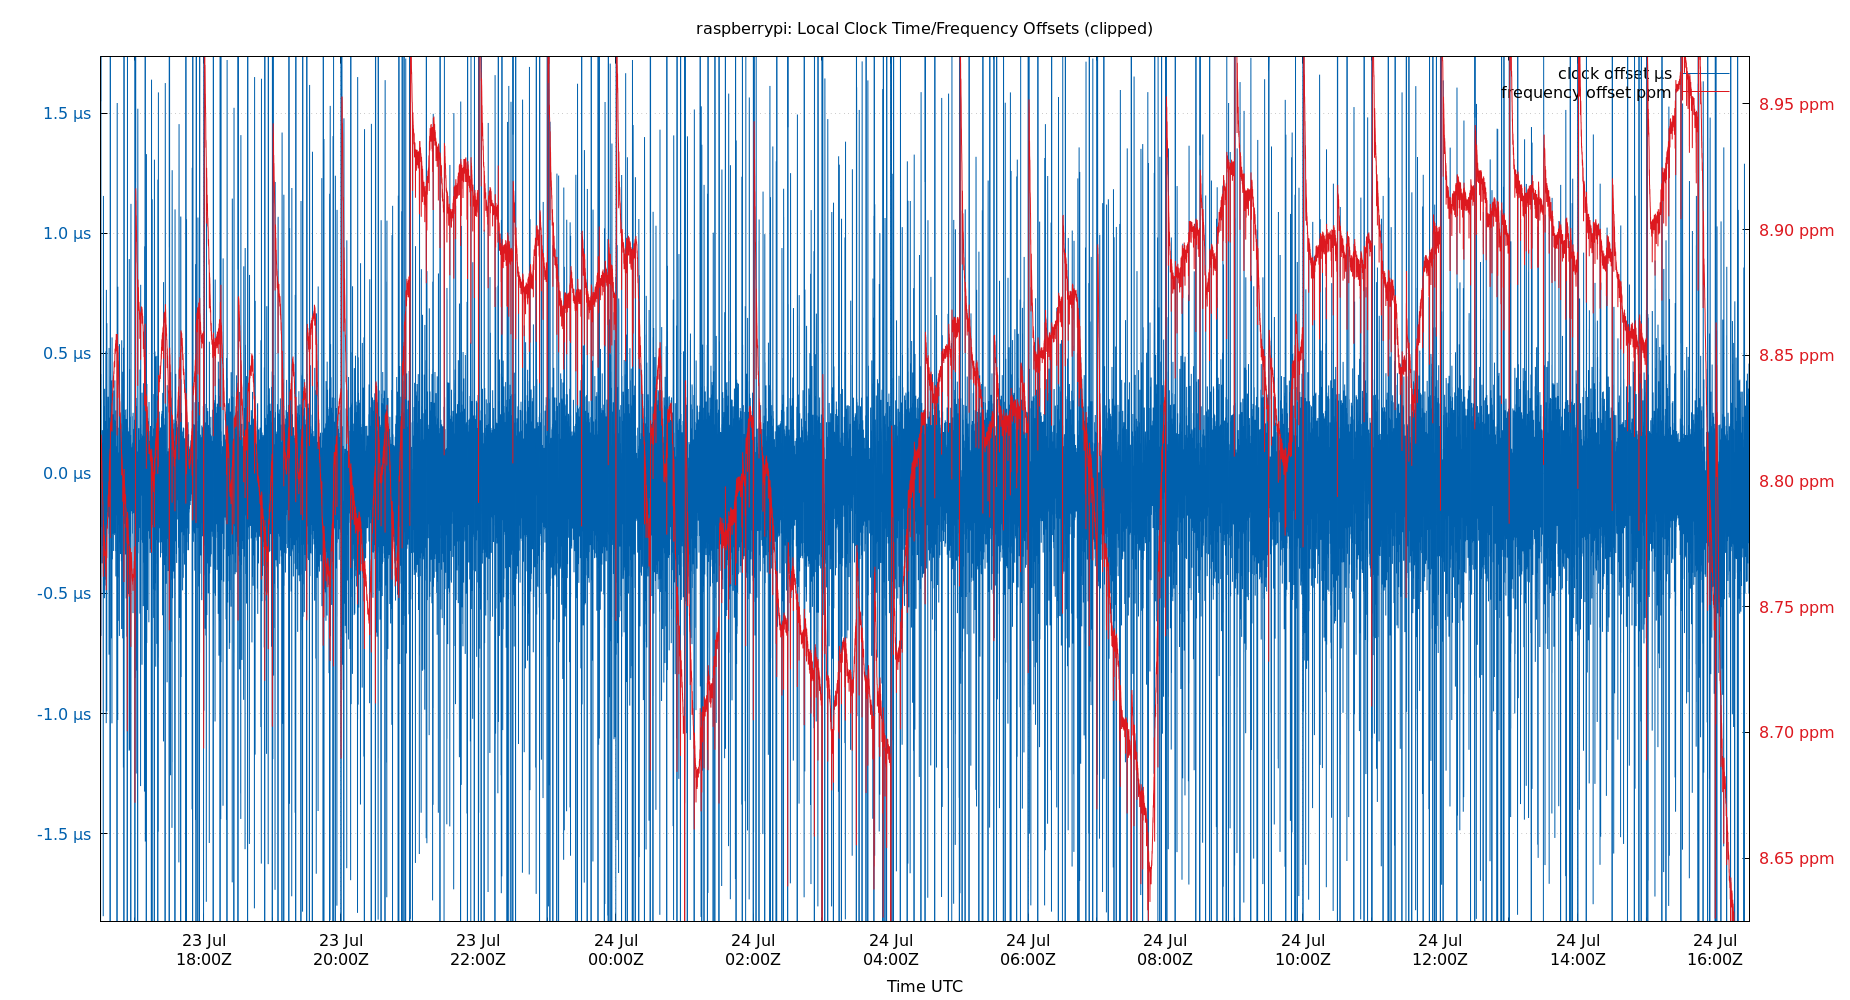 raspberrypi: Local Clock Time/Frequency Offsets (clipped)
clock offset µs
frequency offset ppm
1.5 µs
1.0 µs
0.5 µs
0.0 µs
-0.5 µs
-1.0 µs
-1.5 µs
8.95 ppm
8.90 ppm
8.85 ppm
8.80 ppm
8.75 ppm
8.70 ppm
8.65 ppm
23 Jul 23 Jul 23 Jul 24 Jul 24 Jul 24 Jul 24 Jul 24 Jul 24 Jul 24 Jul 24 Jul 24 Jul
18:00Z 20:00Z 22:00Z 00:00Z 02:00Z 04:00Z 06:00Z 08:00Z 10:00Z 12:00Z 14:00Z 16:00Z
Time UTC